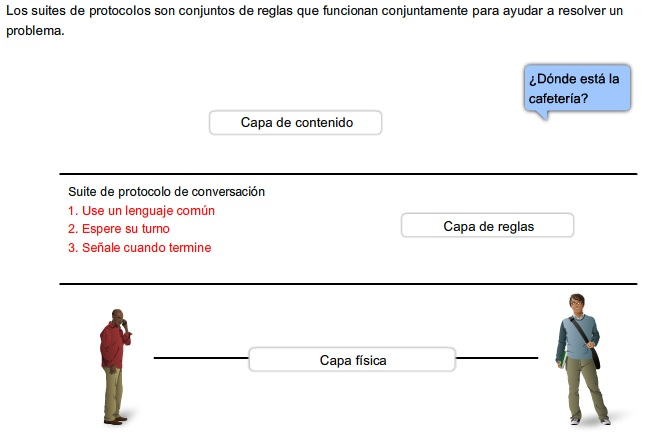 Los suites de protocolos son conjuntos de reglas que funcionan conjuntamente para ayudar a resolver un
problema.
¿Dónde está la
cafetería?
Capa de contenido
Suite de protocolo de conversación
1. Use un lenguaje común
2. Espere su turno
3. Señale cuando termine
Capa de reglas
Capa física